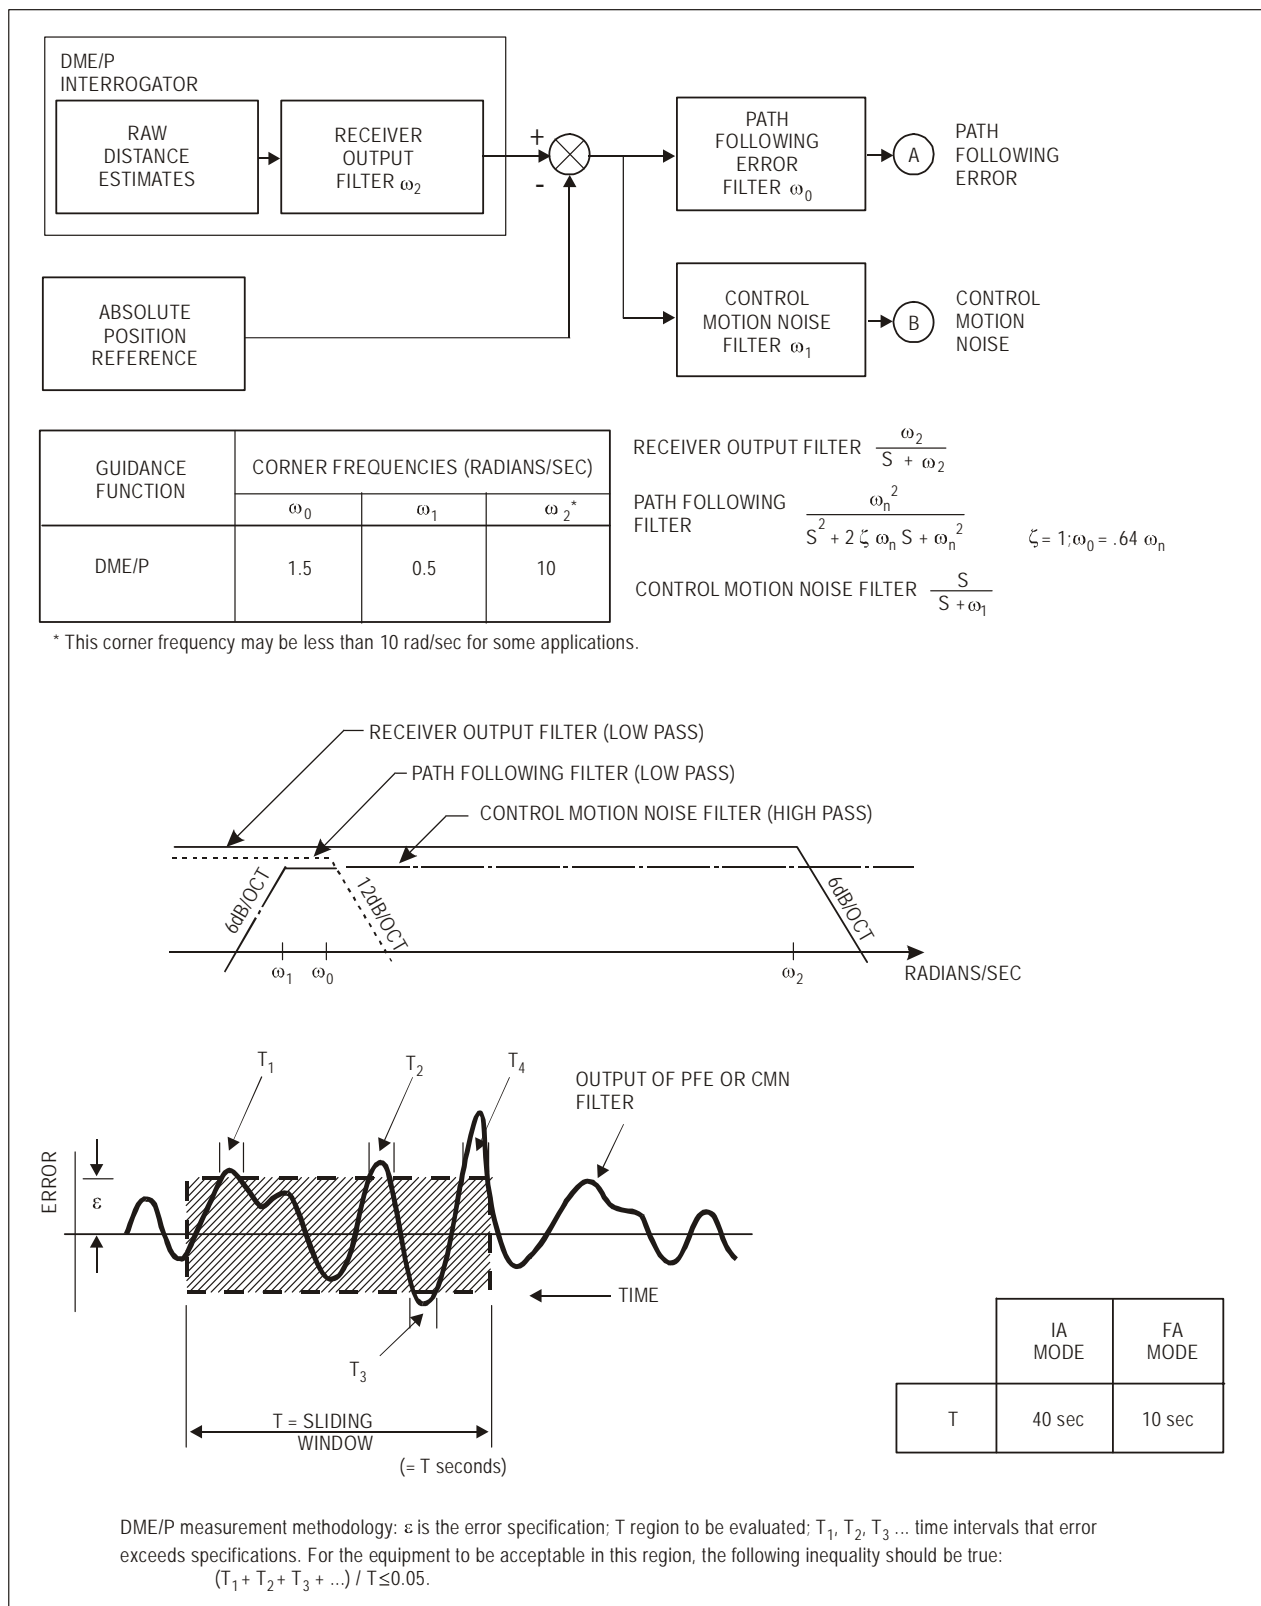 DME/P
INTERROGATOR
RAW
DISTANCE
ESTIMATES
RECEIVER
OUTPUT
FILTER ω₂
+
-
PATH
FOLLOWING
ERROR
FILTER ω₀
A
PATH
FOLLOWING
ERROR
ABSOLUTE
POSITION
REFERENCE
CONTROL
MOTION NOISE
FILTER ω₁
B
CONTROL
MOTION
NOISE
GUIDANCE
FUNCTION
CORNER FREQUENCIES (RADIANS/SEC)
ω₀ ω₁ ω₂*
DME/P 1.5 0.5 10
* This corner frequency may be less than 10 rad/sec for some applications.
RECEIVER OUTPUT FILTER ω₂ / S + ω₂
PATH FOLLOWING
FILTER ωₙ² / S² + 2 ζ ωₙ S + ωₙ² ζ = 1; ω₀ = .64 ωₙ
CONTROL MOTION NOISE FILTER S / S + ω₁
RECEIVER OUTPUT FILTER (LOW PASS)
PATH FOLLOWING FILTER (LOW PASS)
CONTROL MOTION NOISE FILTER (HIGH PASS)
6dB/OCT
12dB/OCT
6dB/OCT
ω₁ ω₀ ω₂
RADIANS/SEC
T₁ T₂ T₄
OUTPUT OF PFE OR CMN
FILTER
ERROR
ε
TIME
T₃
T = SLIDING
WINDOW
(= T seconds)
IA
MODE
FA
MODE
T 40 sec 10 sec
DME/P measurement methodology: ε is the error specification; T region to be evaluated; T₁, T₂, T₃ ... time intervals that error
exceeds specifications. For the equipment to be acceptable in this region, the following inequality should be true:
(T₁ + T₂ + T₃ + ...) / T ≤ 0.05.